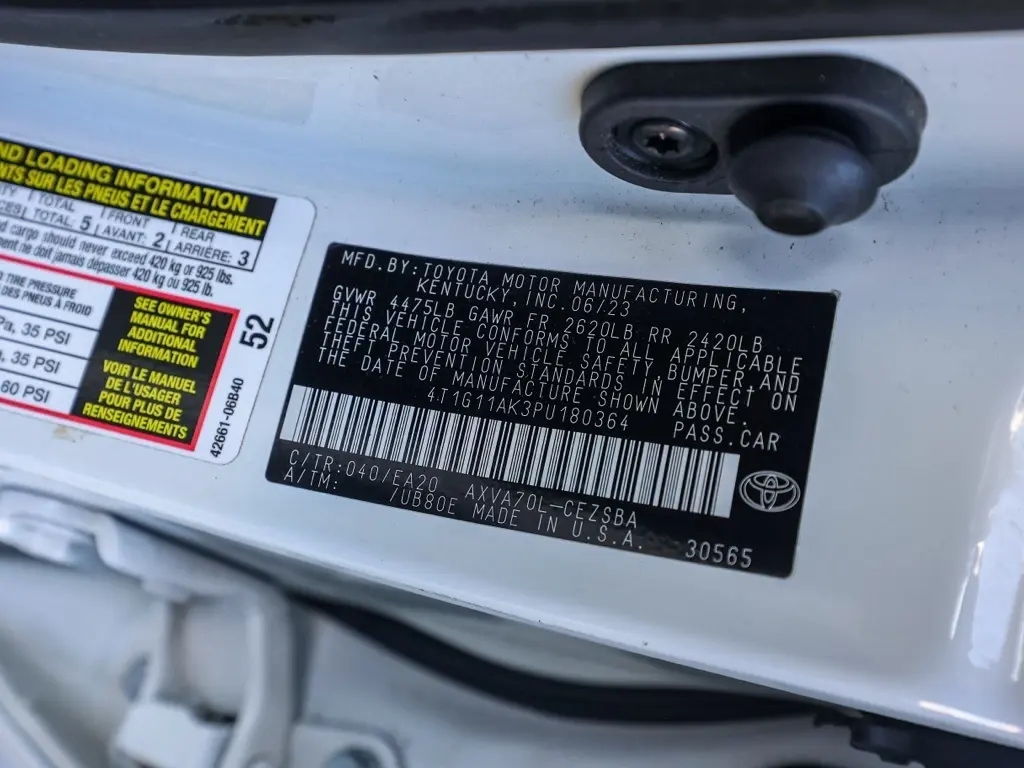 ND LOADING INFORMATION
ENTS SUR LES PNEUS ET LE CHARGEMENT
TOTAL FRONT REAR
TOTAL: 5 AVANT: 2 ARRIÈRE: 3
cargo should never exceed 420 kg or 925 lbs.
ne doit jamais dépasser 420 kg ou 925 lb.
TIRE PRESSURE
DES PNEUS À FROID
35 PSI
35 PSI
60 PSI
SEE OWNER'S
MANUAL FOR
ADDITIONAL
INFORMATION
VOIR LE MANUEL
DE L'USAGER
POUR PLUS DE
RENSEIGNEMENTS
52
42661-06B40
MFD.BY:TOYOTA MOTOR MANUFACTURING,
KENTUCKY,INC.06/23
GVWR 4475LB GAWR FR 2620LB RR 2420LB
THIS VEHICLE CONFORMS TO ALL APPLICABLE
FEDERAL MOTOR VEHICLE SAFETY,BUMPER,AND
THEFT PREVENTION STANDARDS IN EFFECT ON
THE DATE OF MANUFACTURE SHOWN ABOVE.
4T1G11AK3PU180364 PASS.CAR
C/TR:040/EA20 AXVA70L-CEZSBA
A/TM: /UB80E MADE IN U.S.A. 30565